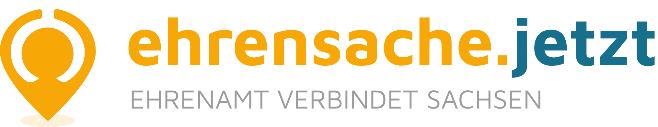 ehrensache.jetzt
EHRENAMT VERBINDET SACHSEN